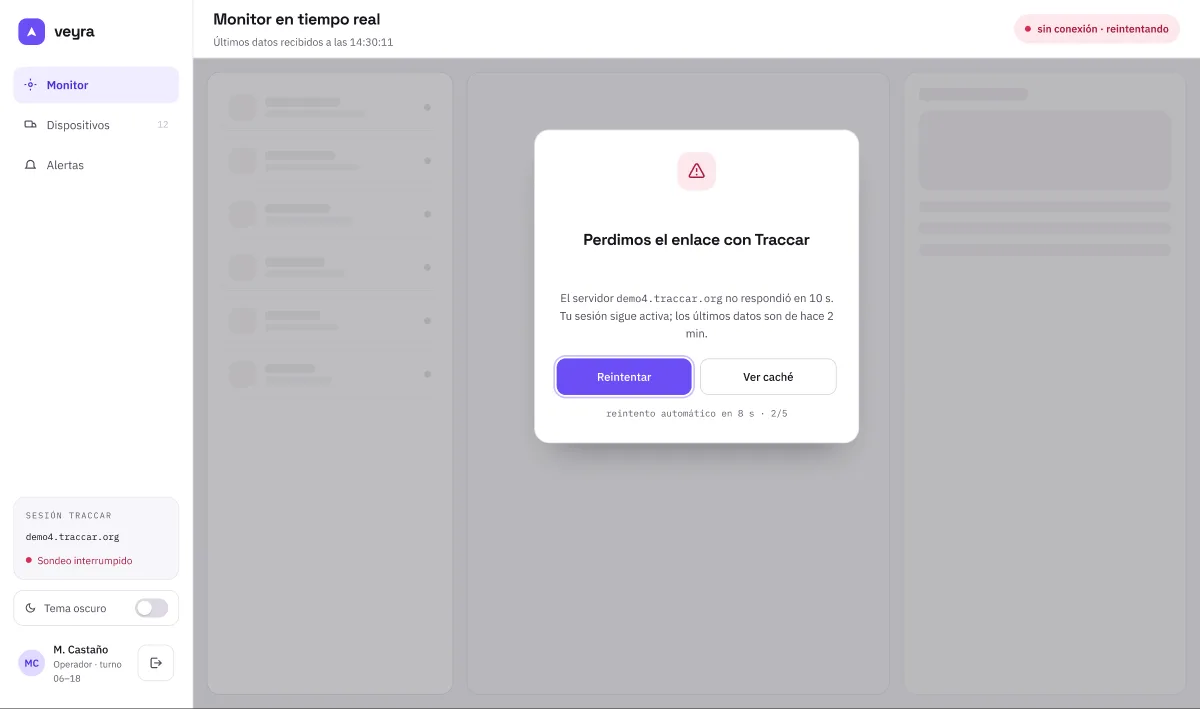 veyra
Monitor
Dispositivos 12
Alertas
SESIÓN TRACCAR
demo4.traccar.org
Sondeo interrumpido
Tema oscuro
MC
M. Castaño
Operador · turno
06–18
Monitor en tiempo real
Últimos datos recibidos a las 14:30:11
sin conexión · reintentando
Perdimos el enlace con Traccar
El servidor demo4.traccar.org no respondió en 10 s.
Tu sesión sigue activa; los últimos datos son de hace 2
min.
Reintentar
Ver caché
reintento automático en 8 s · 2/5